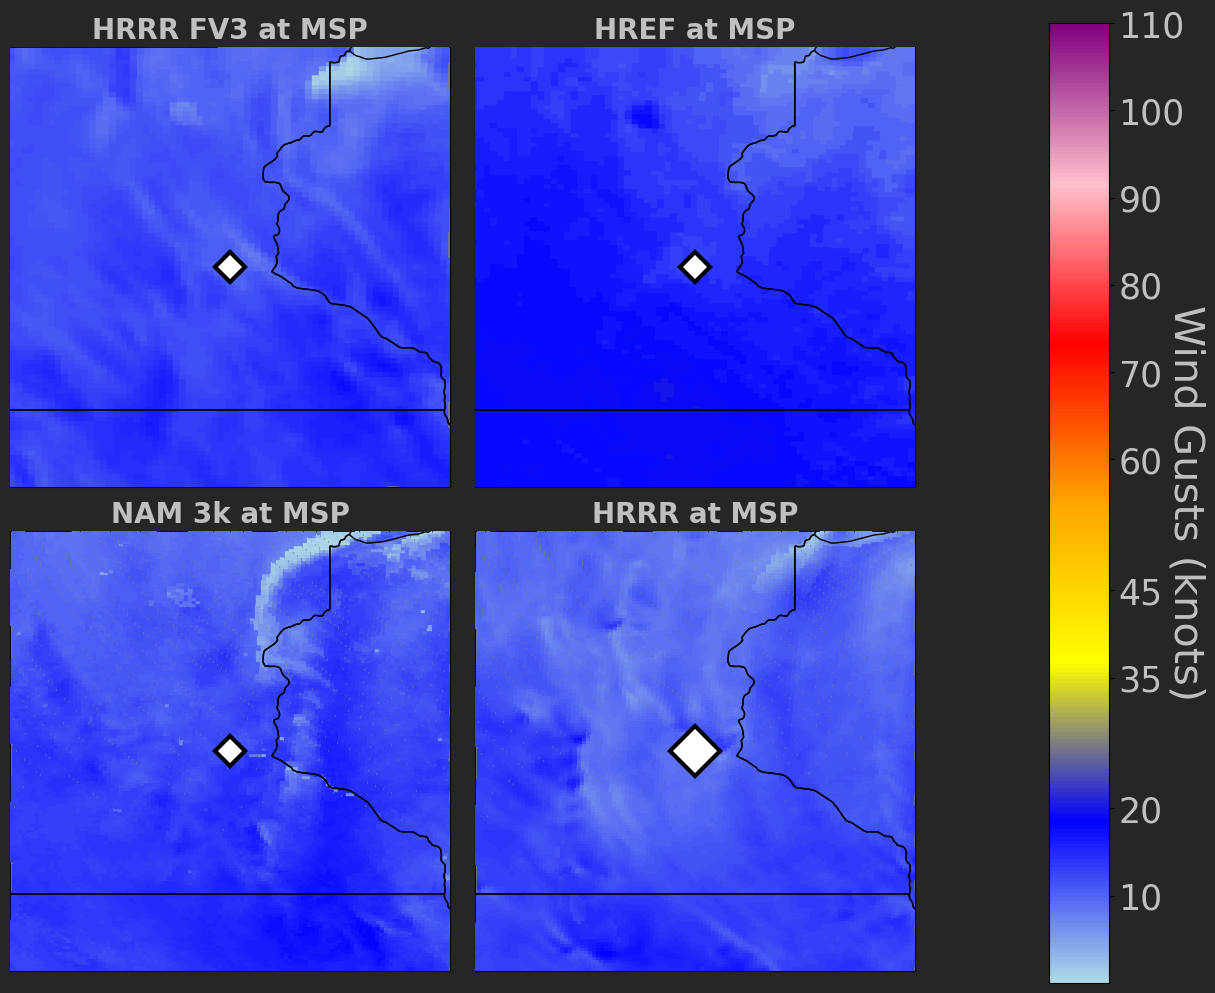 HRRR FV3 at MSP
HREF at MSP
NAM 3k at MSP
HRRR at MSP
110
100
90
80
70
60
45
35
20
10
Wind Gusts (knots)